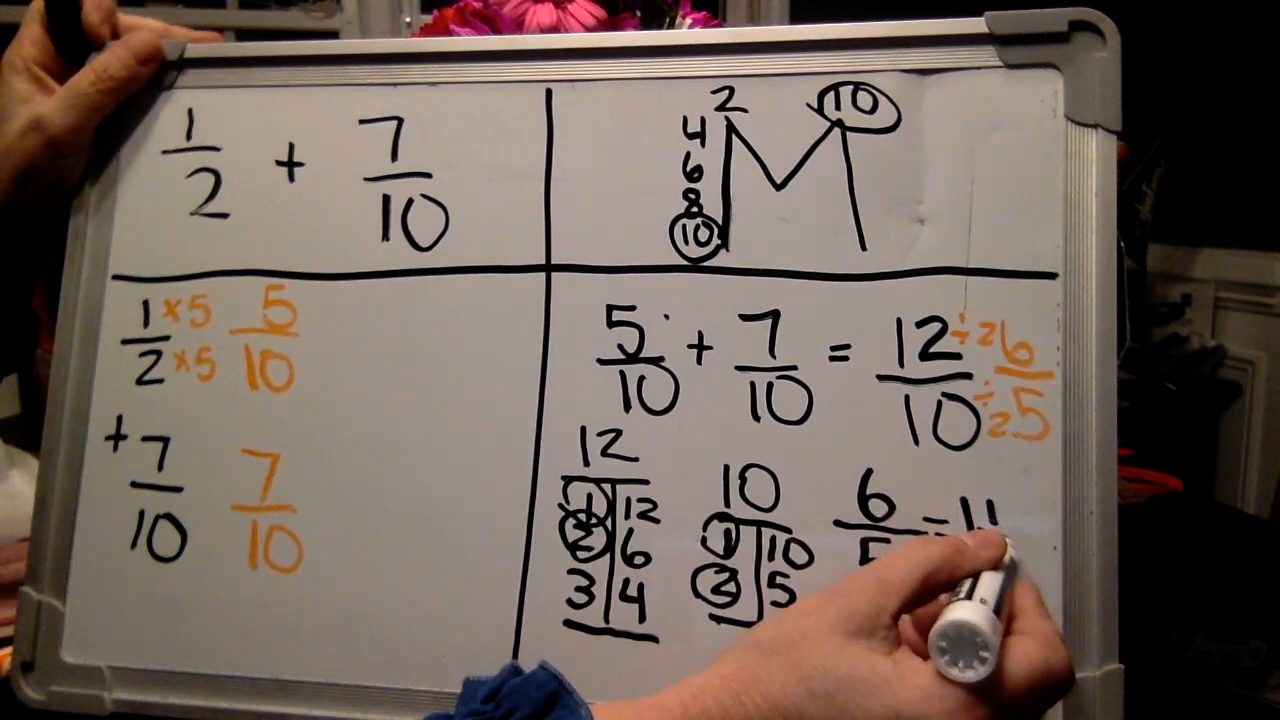 1/2 + 7/10
2 10
4
6
8
10
1/2 ×5 ×5 5/10
+ 7/10 7/10
5/10 + 7/10 = 12/10 ÷2 ÷2 6/5
12
1 12
2 6
3 4
10
1 10
2 5
6/5 = 1